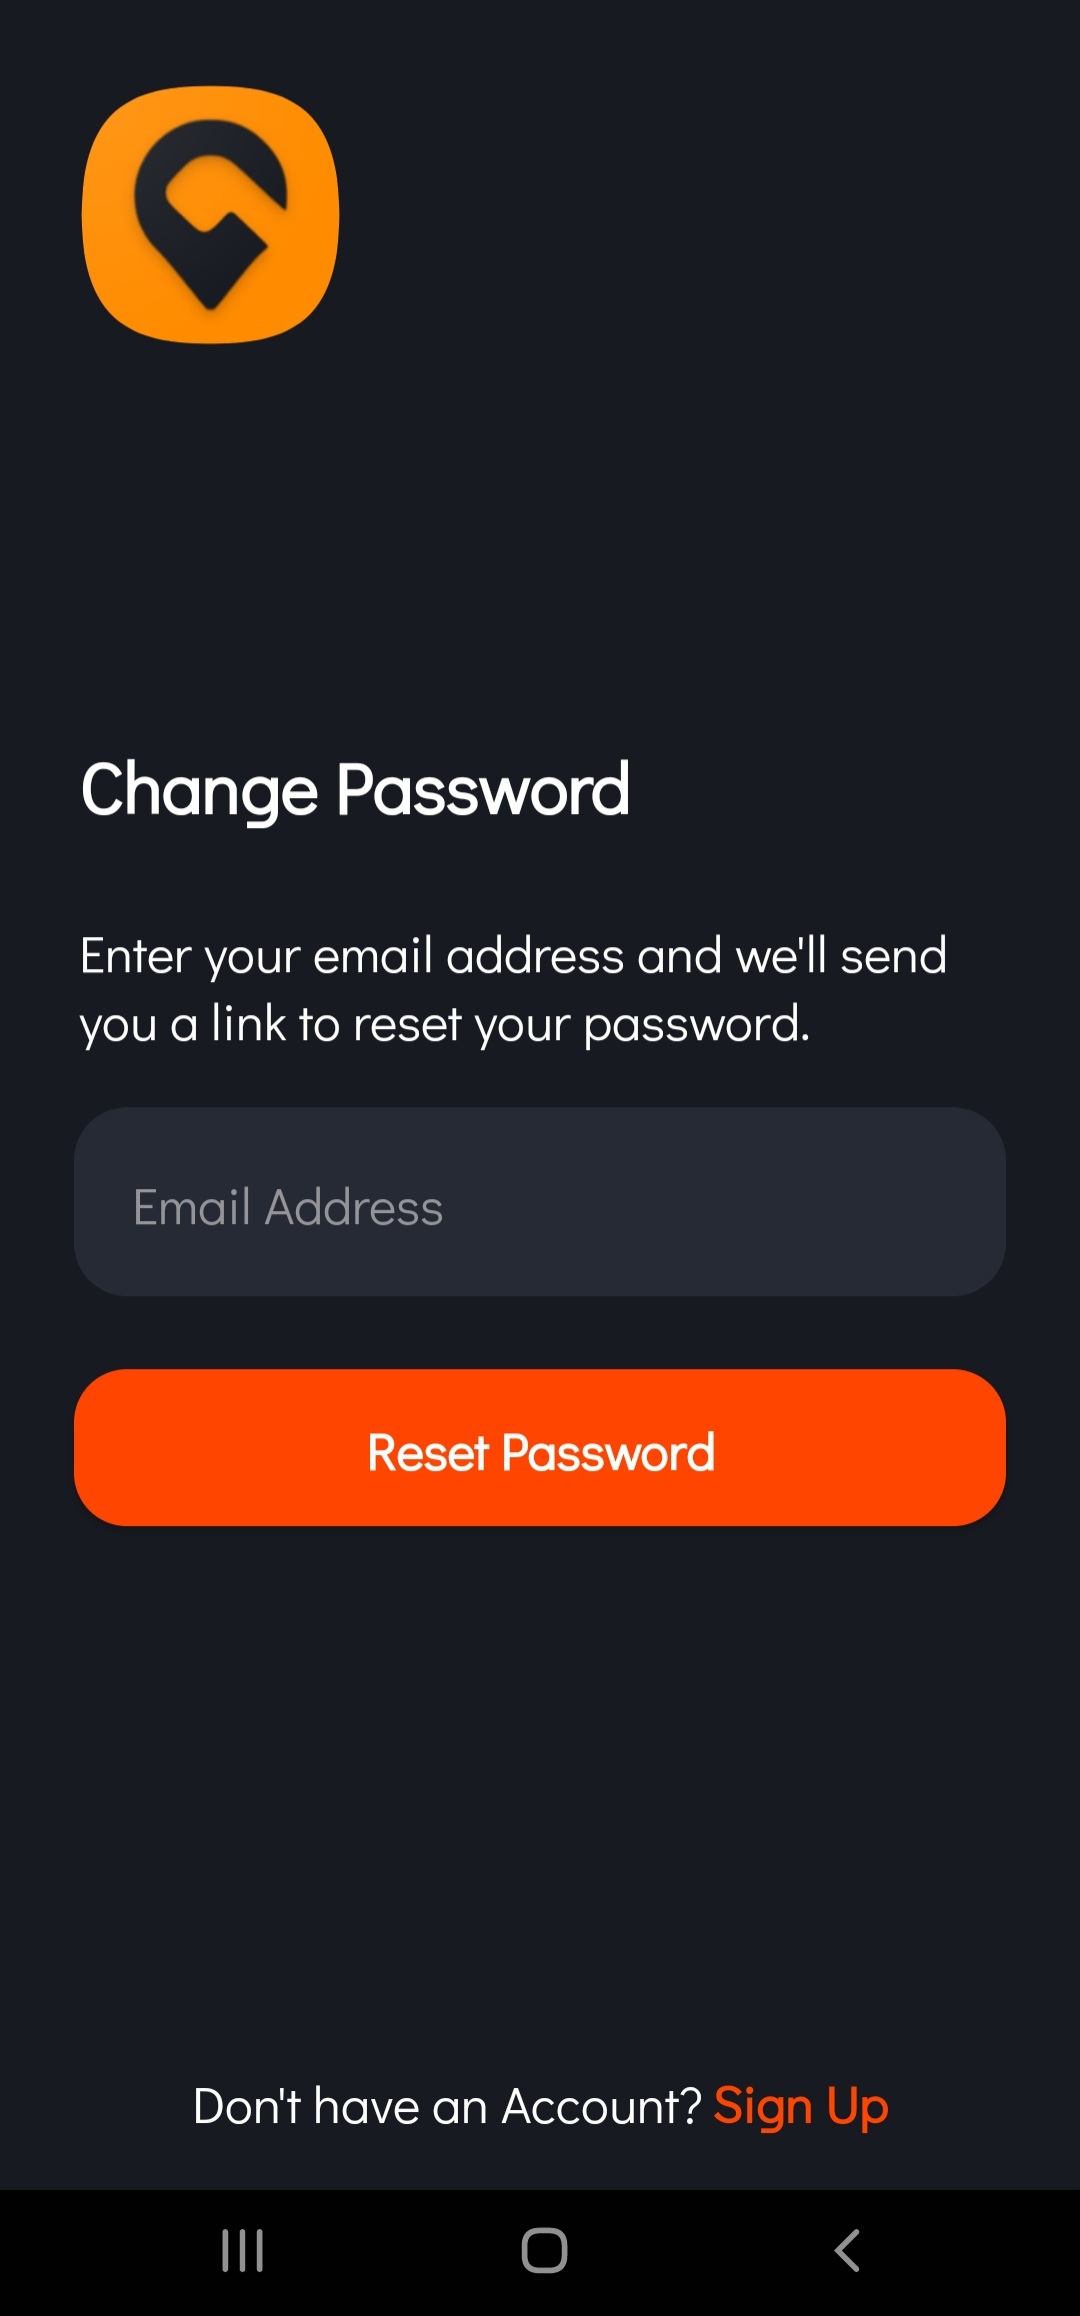 Change Password
Enter your email address and we'll send
you a link to reset your password.
Email Address
Reset Password
Don't have an Account? Sign Up